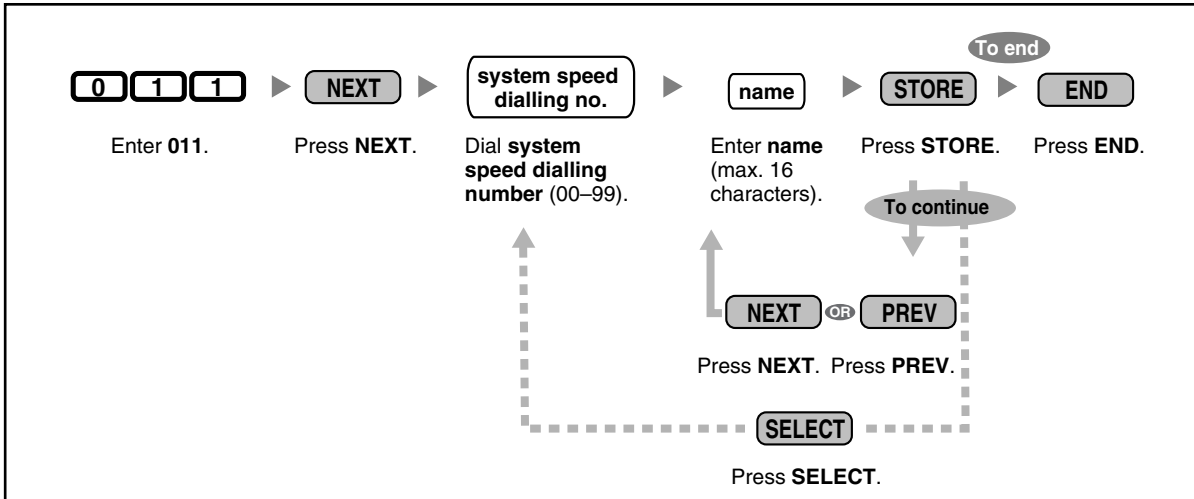 To end
0 1 1 NEXT system speed dialling no. name STORE END
Enter 011. Press NEXT. Dial system speed dialling number (00–99). Enter name (max. 16 characters). Press STORE. Press END.
To continue
NEXT OR PREV
Press NEXT. Press PREV.
SELECT
Press SELECT.